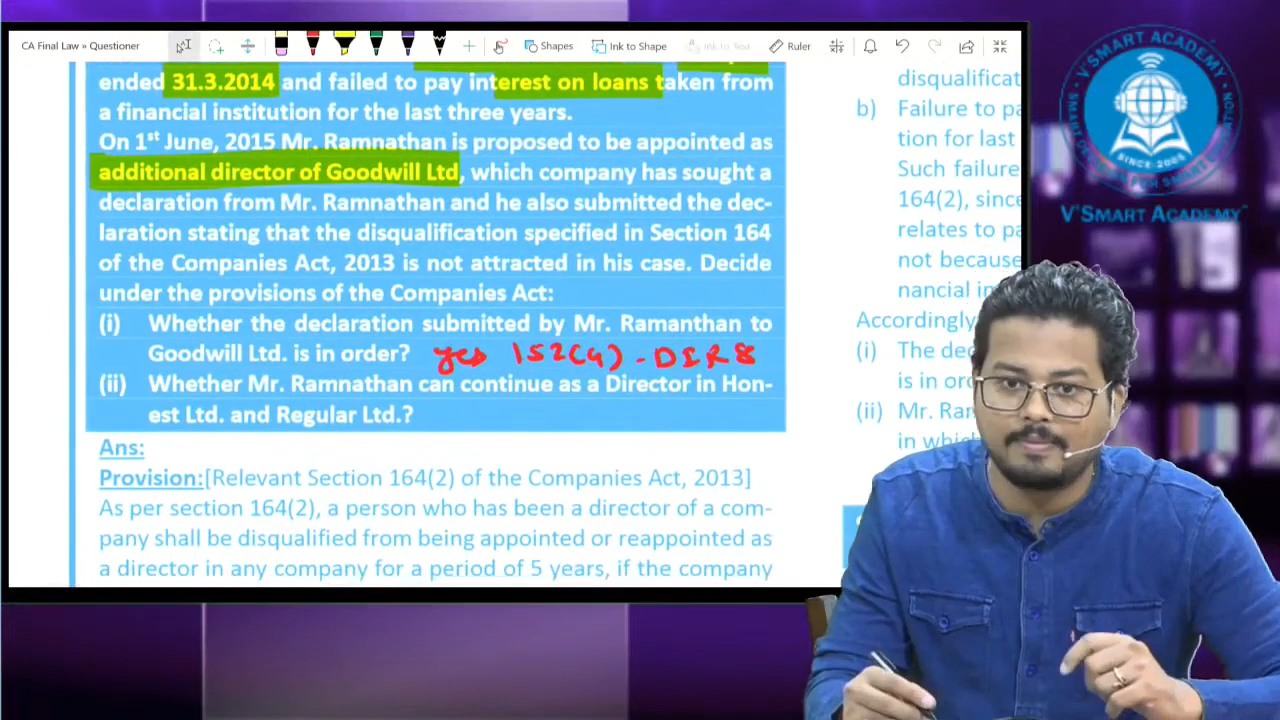 CA Final Law » Questioner
Shapes
Ink to Shape
Ink to Text
Ruler
ended 31.3.2014 and failed to pay interest on loans taken from
a financial institution for the last three years.
On 1st June, 2015 Mr. Ramnathan is proposed to be appointed as
additional director of Goodwill Ltd, which company has sought a
declaration from Mr. Ramnathan and he also submitted the dec-
laration stating that the disqualification specified in Section 164
of the Companies Act, 2013 is not attracted in his case. Decide
under the provisions of the Companies Act:
(i) Whether the declaration submitted by Mr. Ramanthan to
Goodwill Ltd. is in order? yes 152(4) - DIR 8
(ii) Whether Mr. Ramnathan can continue as a Director in Hon-
est Ltd. and Regular Ltd.?
Ans:
Provision:[Relevant Section 164(2) of the Companies Act, 2013]
As per section 164(2), a person who has been a director of a com-
pany shall be disqualified from being appointed or reappointed as
a director in any company for a period of 5 years, if the company
disqualificat
b) Failure to pa
tion for last
Such failure
164(2), sinc
relates to pa
not because
nancial in
Accordingly
(i) The dec
is in ord
(ii) Mr. Ram
in which
V'SMART ACADEMY
SINCE 2005
V'SMART ACADEMY